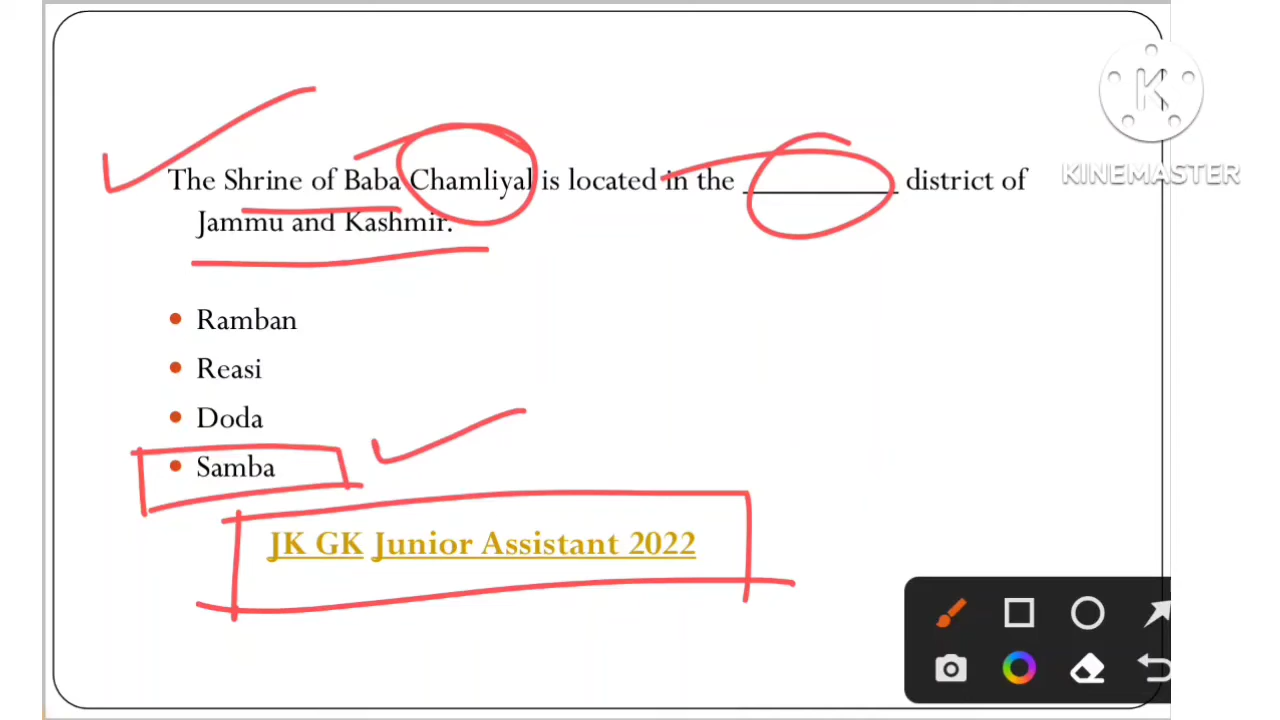 The Shrine of Baba Chamliyal is located in the __________ district of
Jammu and Kashmir.
• Ramban
• Reasi
• Doda
• Samba
JK GK Junior Assistant 2022
K
KINEMASTER